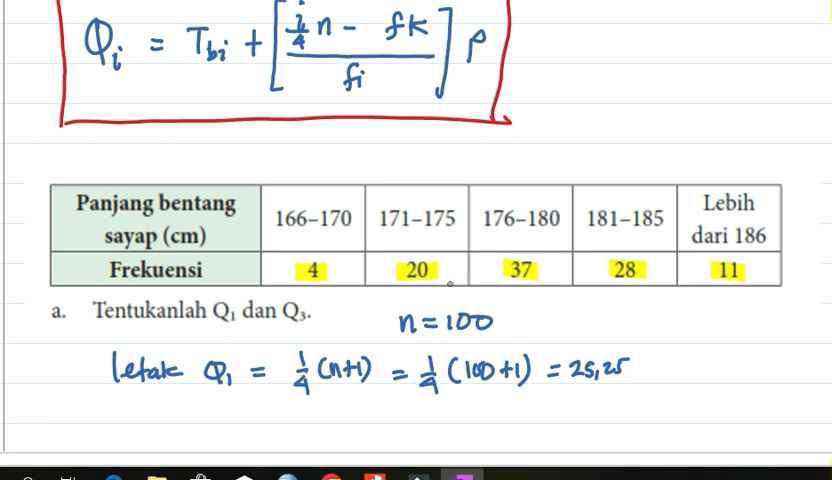 Qi = Tbi + [i/4 n - fk / fi] p
Panjang bentang sayap (cm) 166–170 171–175 176–180 181–185 Lebih dari 186
Frekuensi 4 20 37 28 11
a. Tentukanlah Q₁ dan Q₃.
n = 100
letak Q₁ = 1/4 (n+1) = 1/4 (100+1) = 25,25